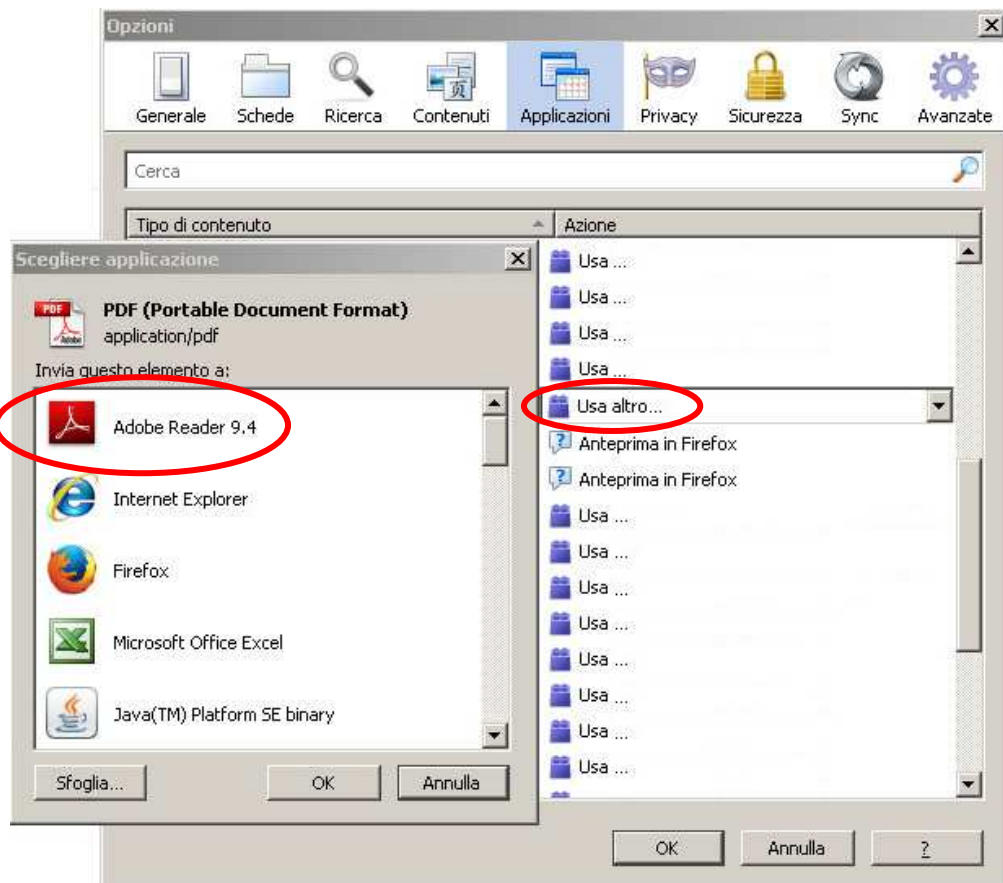 Opzioni
Generale Schede Ricerca Contenuti Applicazioni Privacy Sicurezza Sync Avanzate
Cerca
Tipo di contenuto Azione
Scegliere applicazione
PDF (Portable Document Format)
application/pdf
Invia questo elemento a:
Adobe Reader 9.4
Internet Explorer
Firefox
Microsoft Office Excel
Java(TM) Platform SE binary
Sfoglia... OK Annulla
Usa ...
Usa ...
Usa ...
Usa ...
Usa altro...
Anteprima in Firefox
Anteprima in Firefox
Usa ...
Usa ...
Usa ...
Usa ...
Usa ...
Usa ...
Usa ...
Usa ...
OK Annulla ?